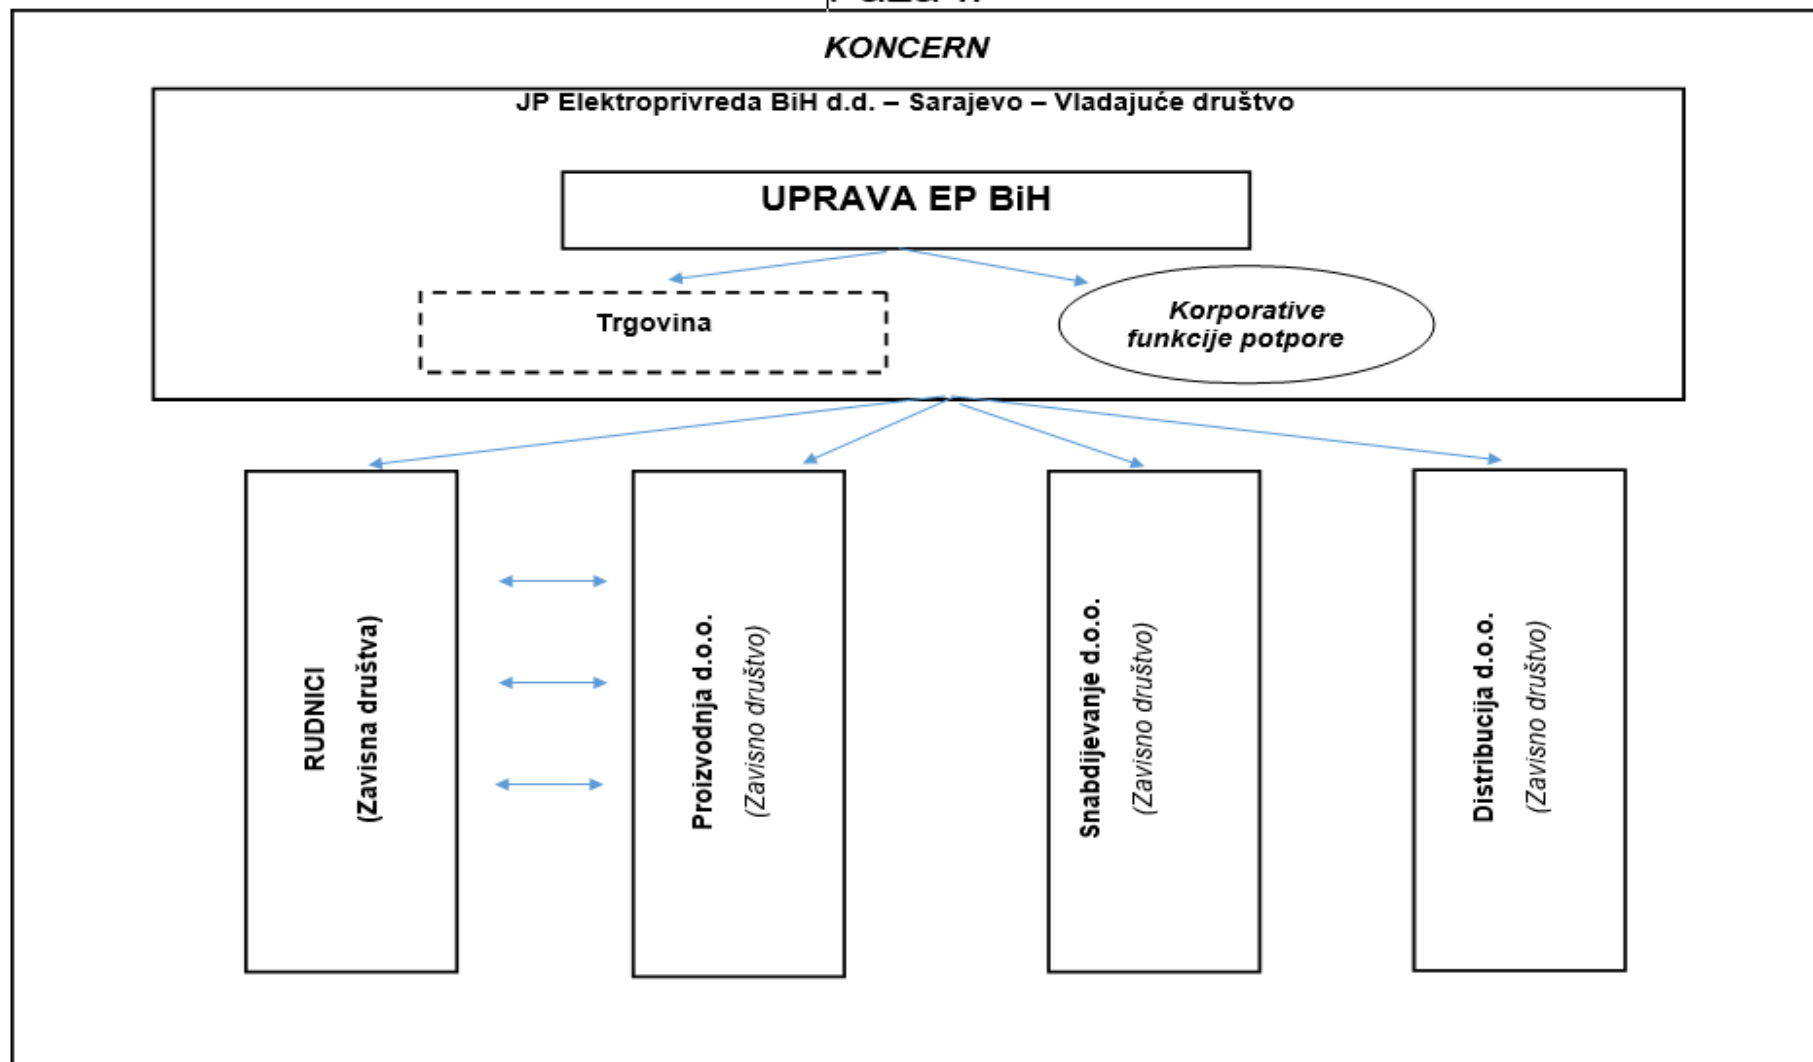 KONCERN
JP Elektroprivreda BiH d.d. – Sarajevo – Vladajuće društvo
UPRAVA EP BiH
Trgovina
Korporative
funkcije potpore
RUDNICI
(Zavisna društva)
Proizvodnja d.o.o.
(Zavisno društvo)
Snabdijevanje d.o.o.
(Zavisno društvo)
Distribucija d.o.o.
(Zavisno društvo)